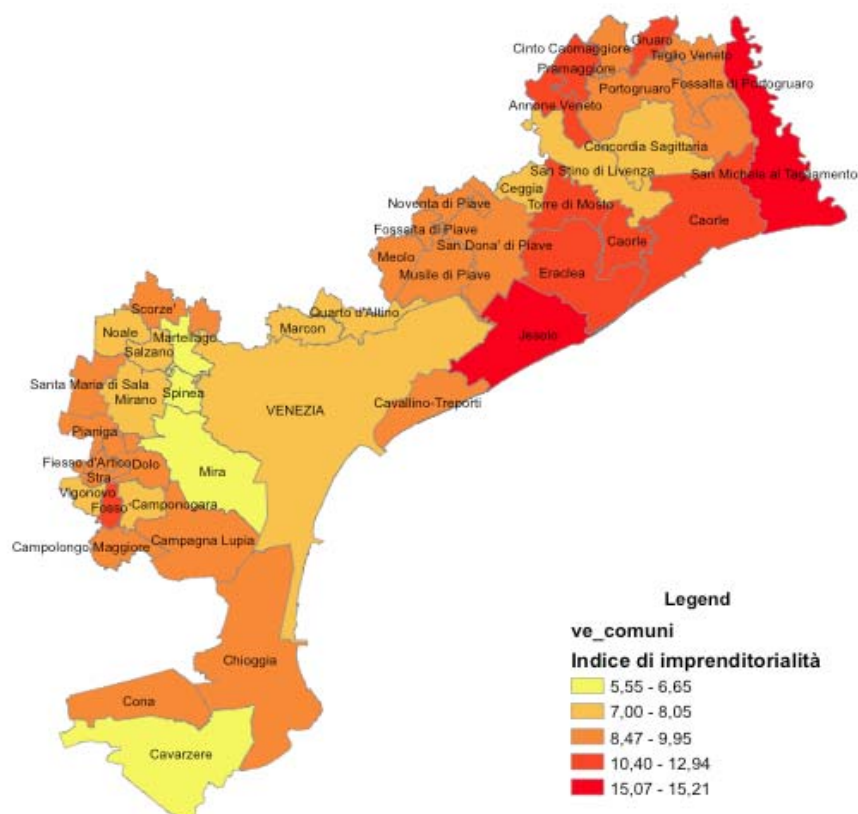 Cinto Caomaggiore
Gruaro
Teglio Veneto
Pramaggiore
Portogruaro
Fossalta di Portogruaro
Annone Veneto
Concordia Sagittaria
San Stino di Livenza
San Michele al Tagliamento
Ceggia
Noventa di Piave
Torre di Mosto
Caorle
Fossalta di Piave
Caorle
San Dona' di Piave
Meolo
Musile di Piave
Eraclea
Scorze'
Quarto d'Altino
Noale
Martellago
Marcon
Jesolo
Salzano
Santa Maria di Sala
Spinea
Mirano
VENEZIA
Cavallino-Treporti
Pianiga
Fiesso d'Artico
Dolo
Mira
Stra
Vigonovo
Fosso'
Camponogara
Campolongo Maggiore
Campagna Lupia
Chioggia
Cona
Cavarzere
Legend
ve_comuni
Indice di imprenditorialità
5,55 - 6,65
7,00 - 8,05
8,47 - 9,95
10,40 - 12,94
15,07 - 15,21